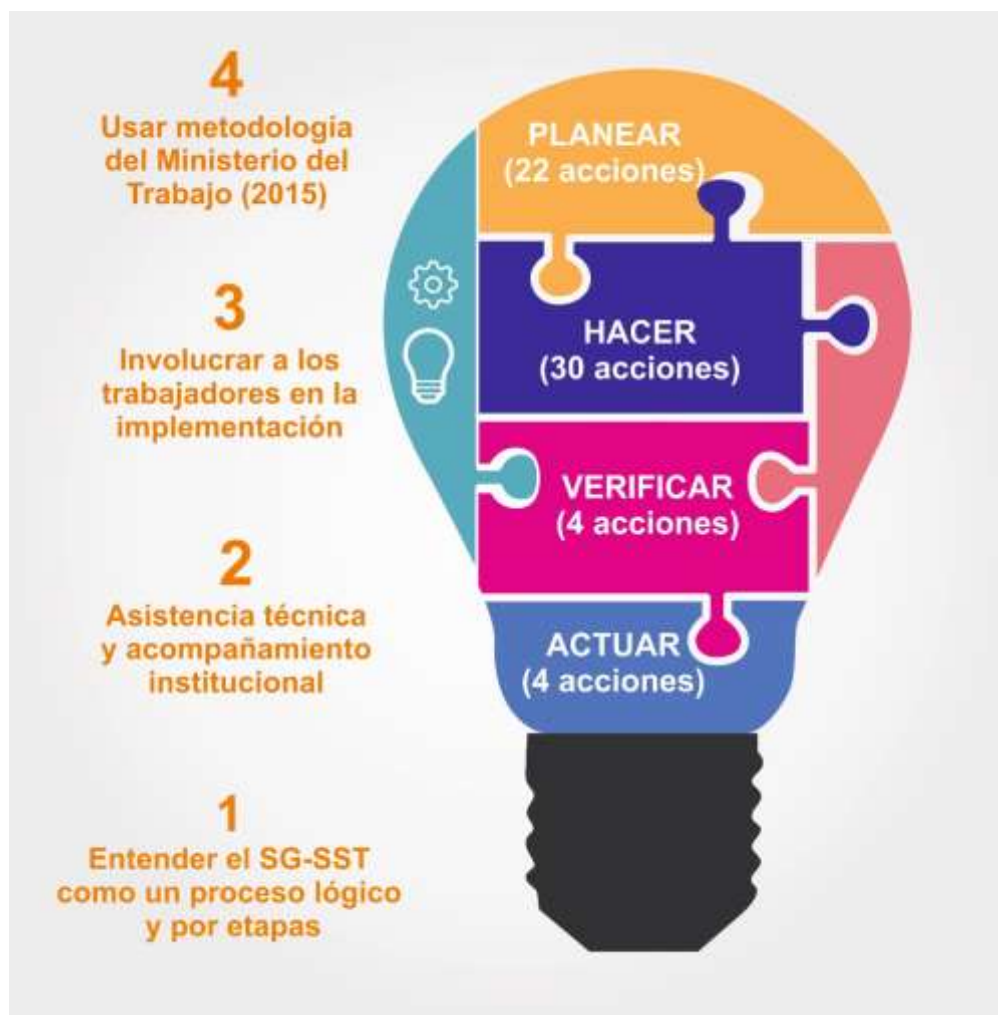 4
Usar metodología
del Ministerio del
Trabajo (2015)
3
Involucrar a los
trabajadores en la
implementación
2
Asistencia técnica
y acompañamiento
institucional
1
Entender el SG-SST
como un proceso lógico
y por etapas
PLANEAR
(22 acciones)
HACER
(30 acciones)
VERIFICAR
(4 acciones)
ACTUAR
(4 acciones)